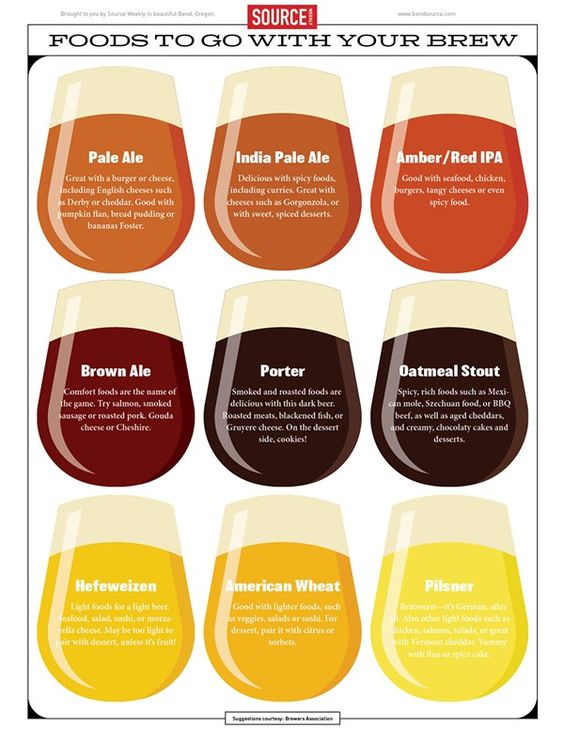 Brought to you by Source Weekly in beautiful Bend, Oregon.
SOURCE
WEEKLY
www.bendsource.com
FOODS TO GO WITH YOUR BREW
Pale Ale
Great with a burger or cheese,
including English cheeses such
as Derby or cheddar. Good with
pumpkin flan, bread pudding or
bananas Foster.
India Pale Ale
Delicious with spicy foods,
including curries. Great with
cheeses such as Gorgonzola, or
with sweet, spiced desserts.
Amber/Red IPA
Good with seafood, chicken,
burgers, tangy cheeses or even
spicy food.
Brown Ale
Comfort foods are the name of
the game. Try salmon, smoked
sausage or roasted pork. Gouda
cheese or Cheshire.
Porter
Smoked and roasted foods are
delicious with this dark beer.
Roasted meats, blackened fish, or
Gruyere cheese. On the dessert
side, cookies!
Oatmeal Stout
Spicy, rich foods such as Mexi-
can mole, Szechuan food, or BBQ
beef, as well as aged cheddars,
and creamy, chocolaty cakes and
desserts.
Hefeweizen
Light foods for a light beer.
Seafood, salad, sushi, or mozza-
rella cheese. May be too light to
pair with dessert, unless it's fruit!
American Wheat
Good with lighter foods, such
as veggies, salads or sushi. For
dessert, pair it with citrus or
sorbets.
Pilsner
Bratwurst—it's German, after
all. Also other light foods such as
chicken, salmon, salads, or great
with Vermont cheddar. Yummy
with flan or spice cake.
Suggestions courtesy: Brewers Association